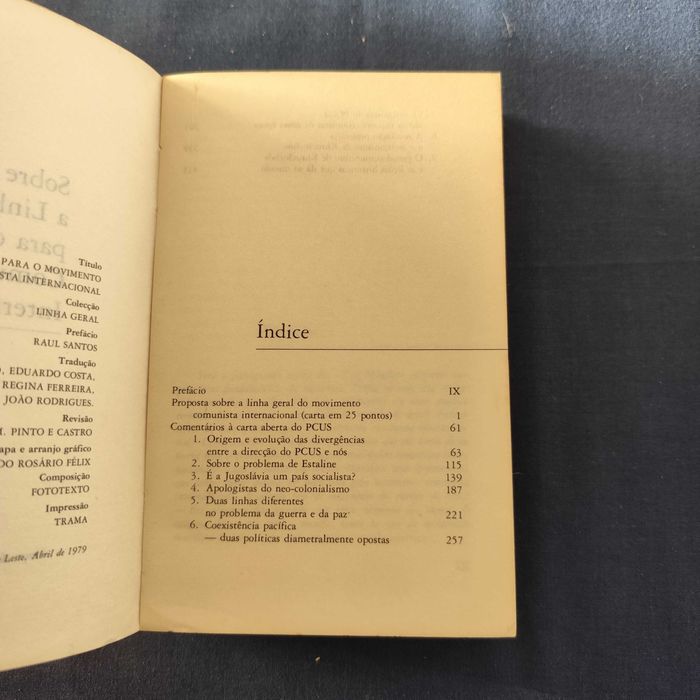 Título
PARA O MOVIMENTO
STA INTERNACIONAL
Colecção
LINHA GERAL
Prefácio
RAUL SANTOS
Tradução
EDUARDO COSTA,
REGINA FERREIRA,
JOÃO RODRIGUES.
Revisão
M. PINTO E CASTRO
apa e arranjo gráfico
DO ROSÁRIO FÉLIX
Composição
FOTOTEXTO
Impressão
TRAMA
Leste, Abril de 1979
Índice
Prefácio IX
Proposta sobre a linha geral do movimento
comunista internacional (carta em 25 pontos) 1
Comentários à carta aberta do PCUS 61
1. Origem e evolução das divergências
entre a direcção do PCUS e nós 63
2. Sobre o problema de Estaline 115
3. É a Jugoslávia um país socialista? 139
4. Apologistas do neo-colonialismo 187
5. Duas linhas diferentes
no problema da guerra e da paz 221
6. Coexistência pacífica
— duas políticas diametralmente opostas 257